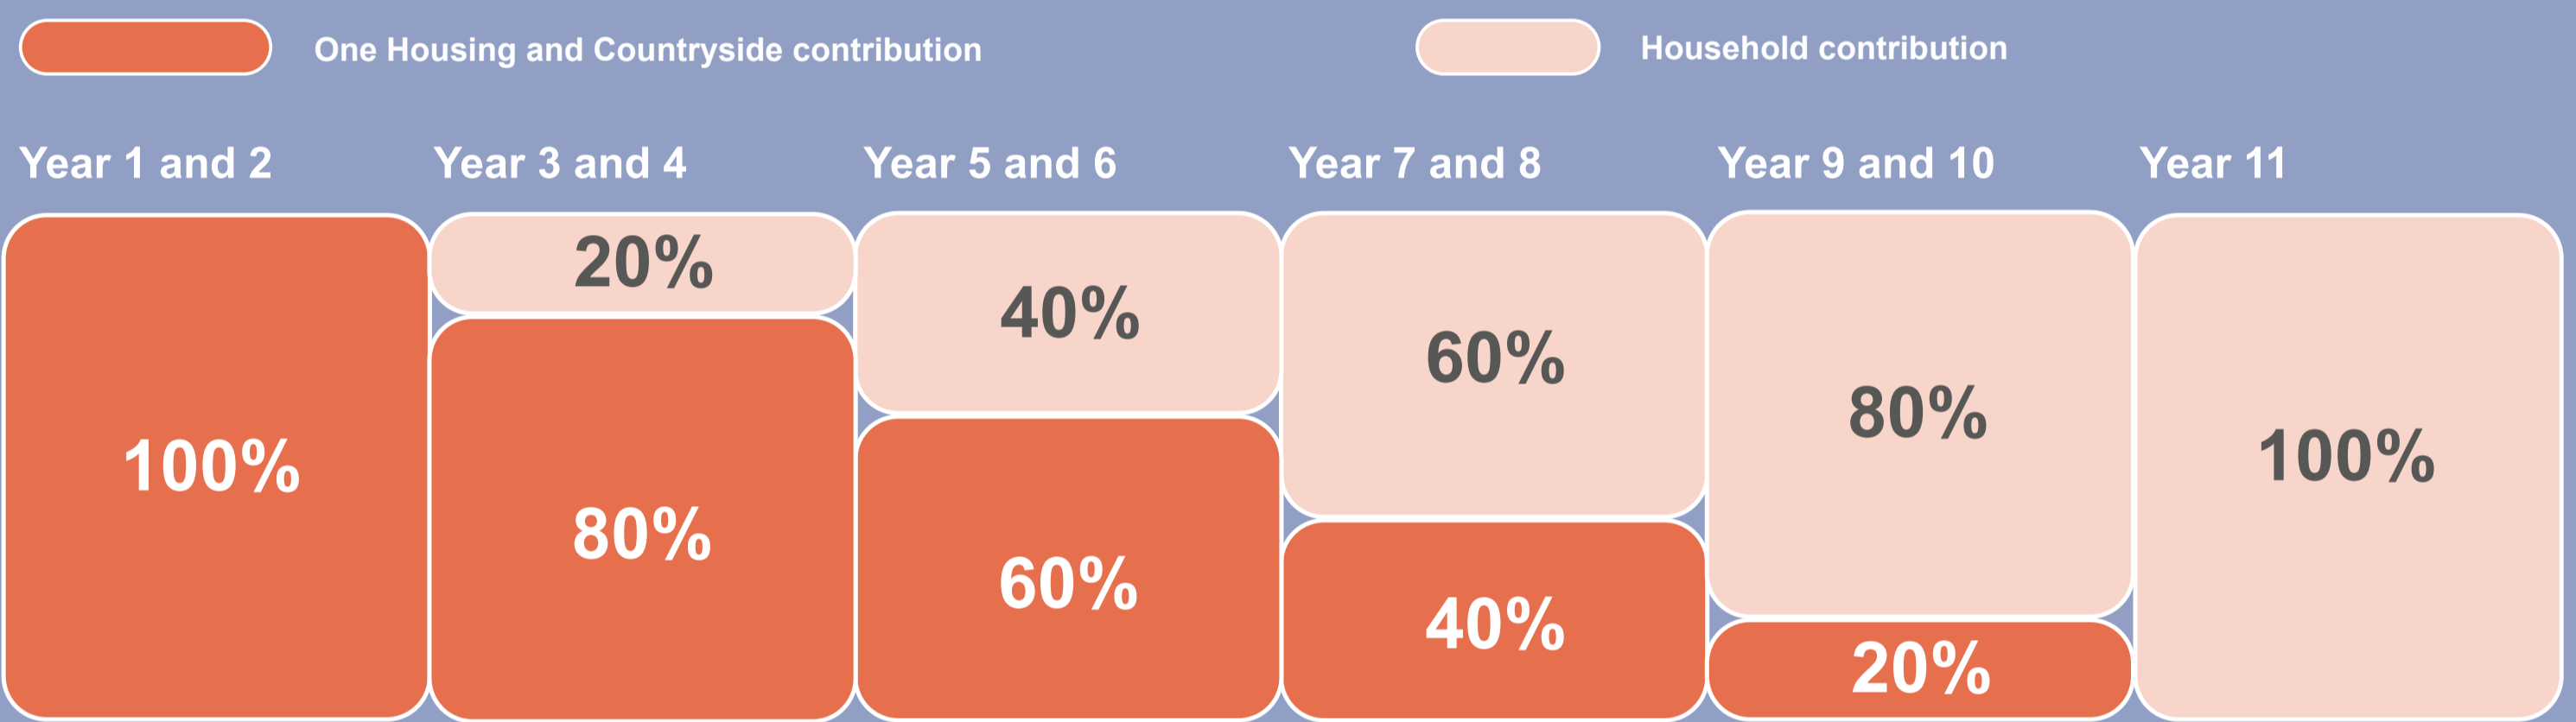 One Housing and Countryside contribution
Household contribution
Year 1 and 2
Year 3 and 4
Year 5 and 6
Year 7 and 8
Year 9 and 10
Year 11
100%
20%
80%
40%
60%
60%
40%
80%
20%
100%